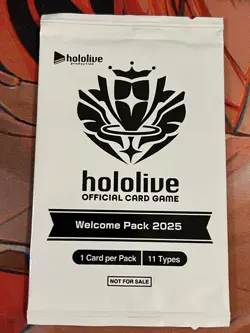 hololive
production
hololive
OFFICIAL CARD GAME
Welcome Pack 2025
1 Card per Pack | 11 Types
NOT FOR SALE